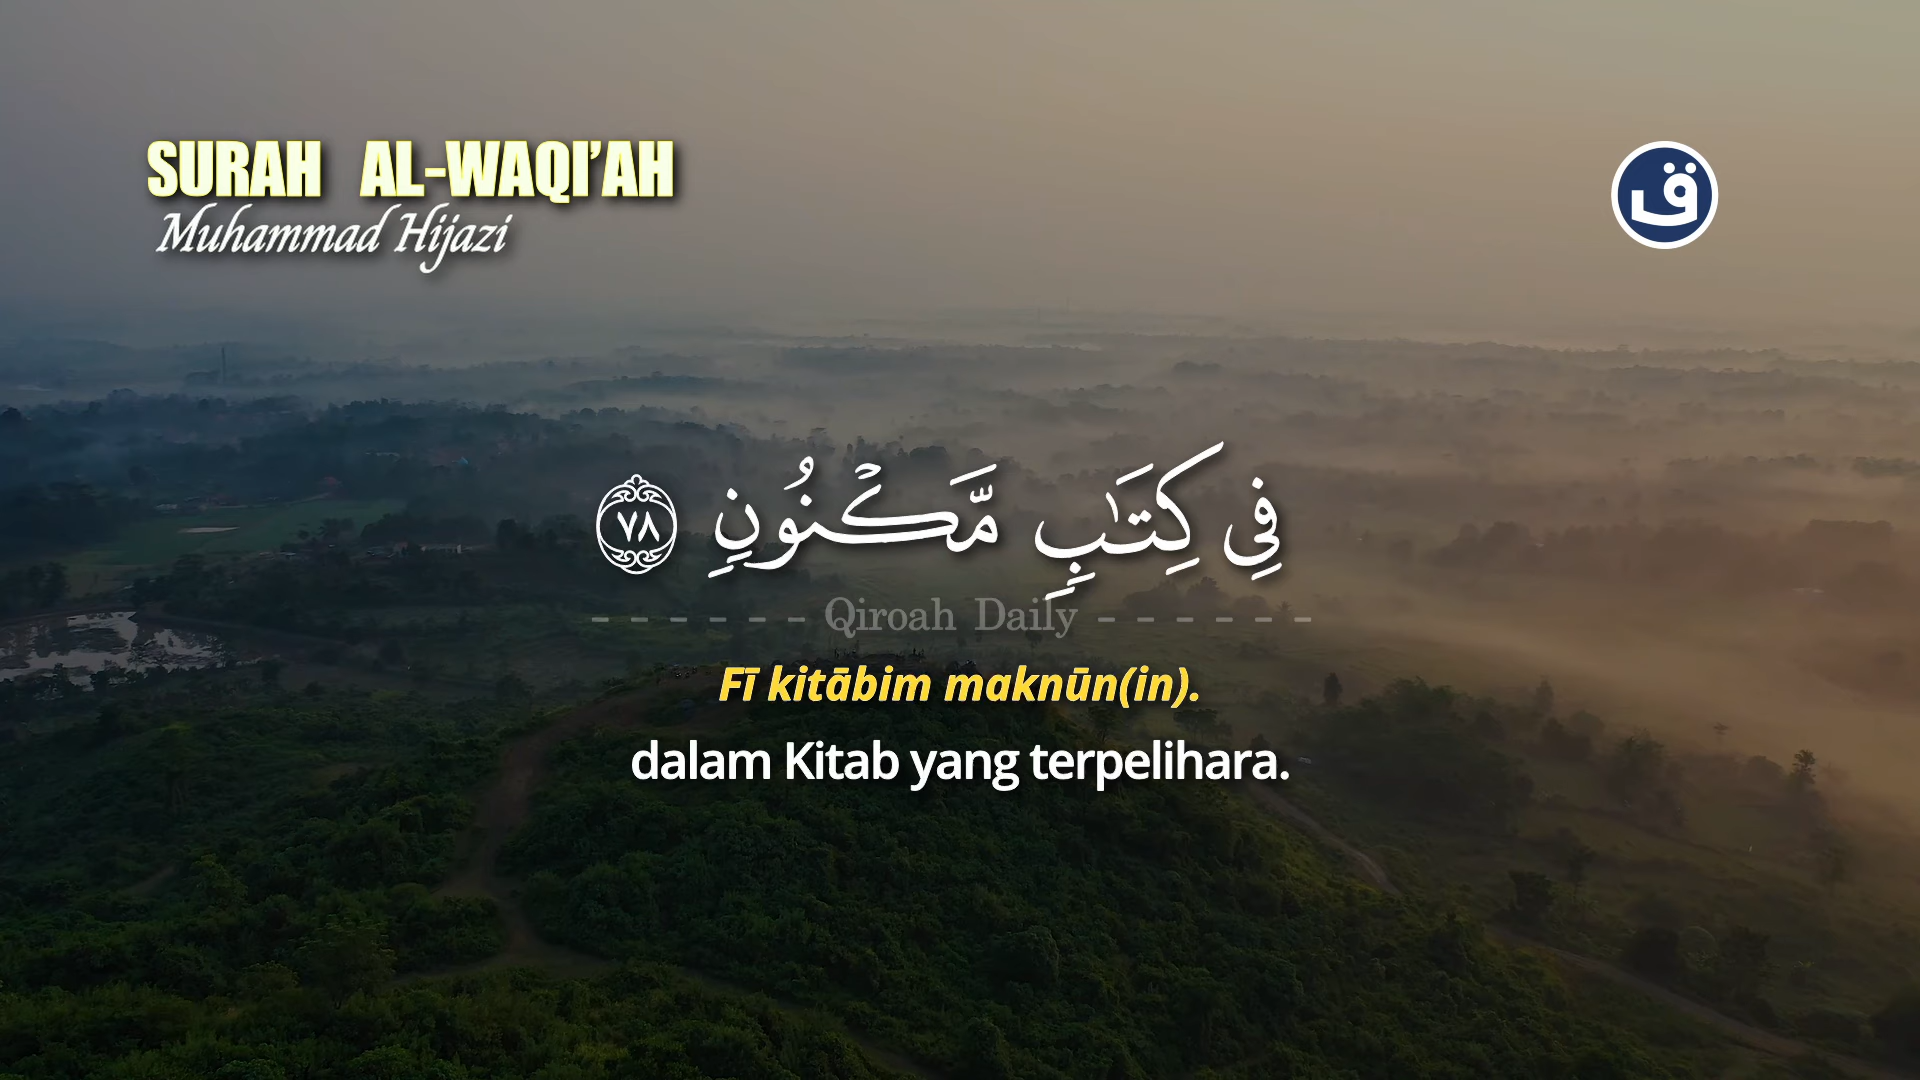 SURAH AL-WAQI’AH
Muhammad Hijazi
ق
فِي كِتَٰبٍ مَّكۡنُونٍ ٧٨
Qiroah Daily
Fī kitābim maknūn(in).
dalam Kitab yang terpelihara.